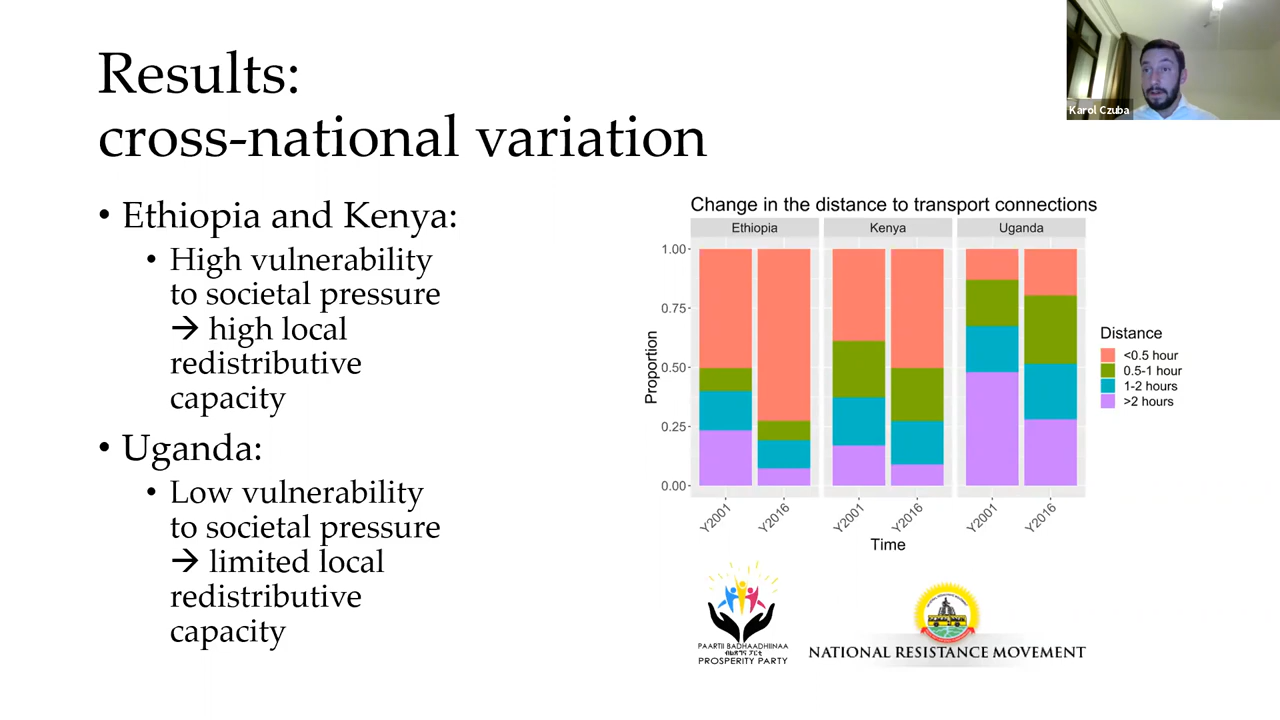 Results:
cross-national variation
Karol Czuba
• Ethiopia and Kenya:
• High vulnerability
to societal pressure
→ high local
redistributive
capacity
• Uganda:
• Low vulnerability
to societal pressure
→ limited local
redistributive
capacity
Change in the distance to transport connections
Ethiopia Kenya Uganda
1.00
0.75
0.50
0.25
0.00
Proportion
Y2001 Y2016 Y2001 Y2016 Y2001 Y2016
Time
Distance
<0.5 hour
0.5-1 hour
1-2 hours
>2 hours
PAARTII BADHAADHIINAA
ብልጽግና ፓርቲ
PROSPERITY PARTY
NATIONAL RESISTANCE MOVEMENT